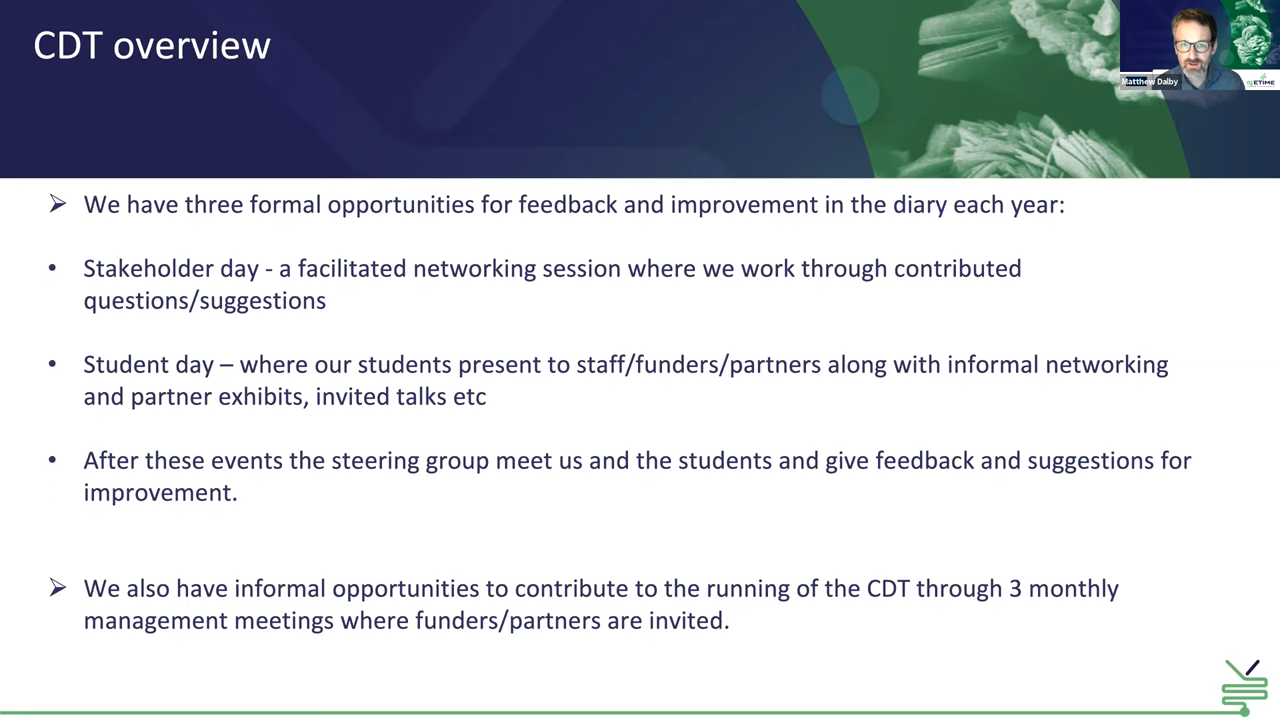 CDT overview
Matthew Dalby
➢ We have three formal opportunities for feedback and improvement in the diary each year:
• Stakeholder day - a facilitated networking session where we work through contributed
questions/suggestions
• Student day – where our students present to staff/funders/partners along with informal networking
and partner exhibits, invited talks etc
• After these events the steering group meet us and the students and give feedback and suggestions for
improvement.
➢ We also have informal opportunities to contribute to the running of the CDT through 3 monthly
management meetings where funders/partners are invited.